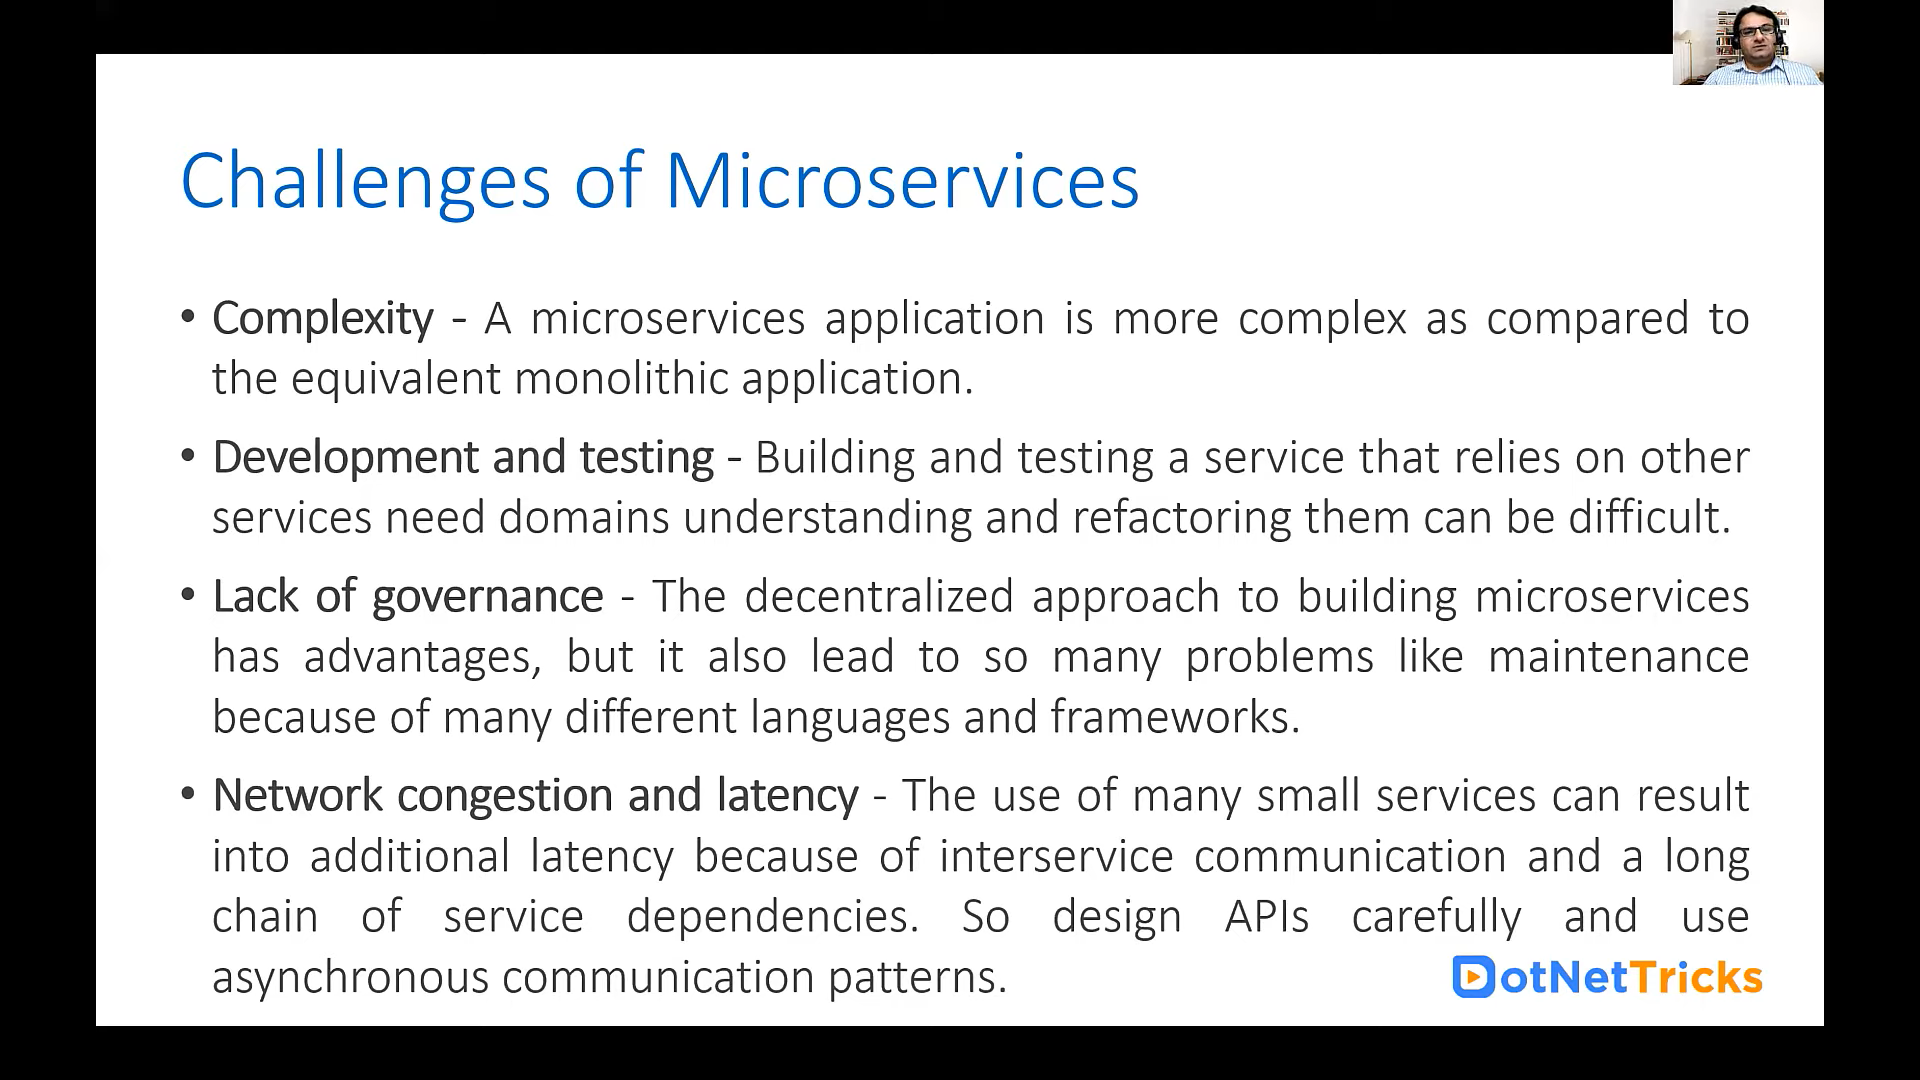 Challenges of Microservices
• Complexity - A microservices application is more complex as compared to
the equivalent monolithic application.
• Development and testing - Building and testing a service that relies on other
services need domains understanding and refactoring them can be difficult.
• Lack of governance - The decentralized approach to building microservices
has advantages, but it also lead to so many problems like maintenance
because of many different languages and frameworks.
• Network congestion and latency - The use of many small services can result
into additional latency because of interservice communication and a long
chain of service dependencies. So design APIs carefully and use
asynchronous communication patterns.
DotNetTricks